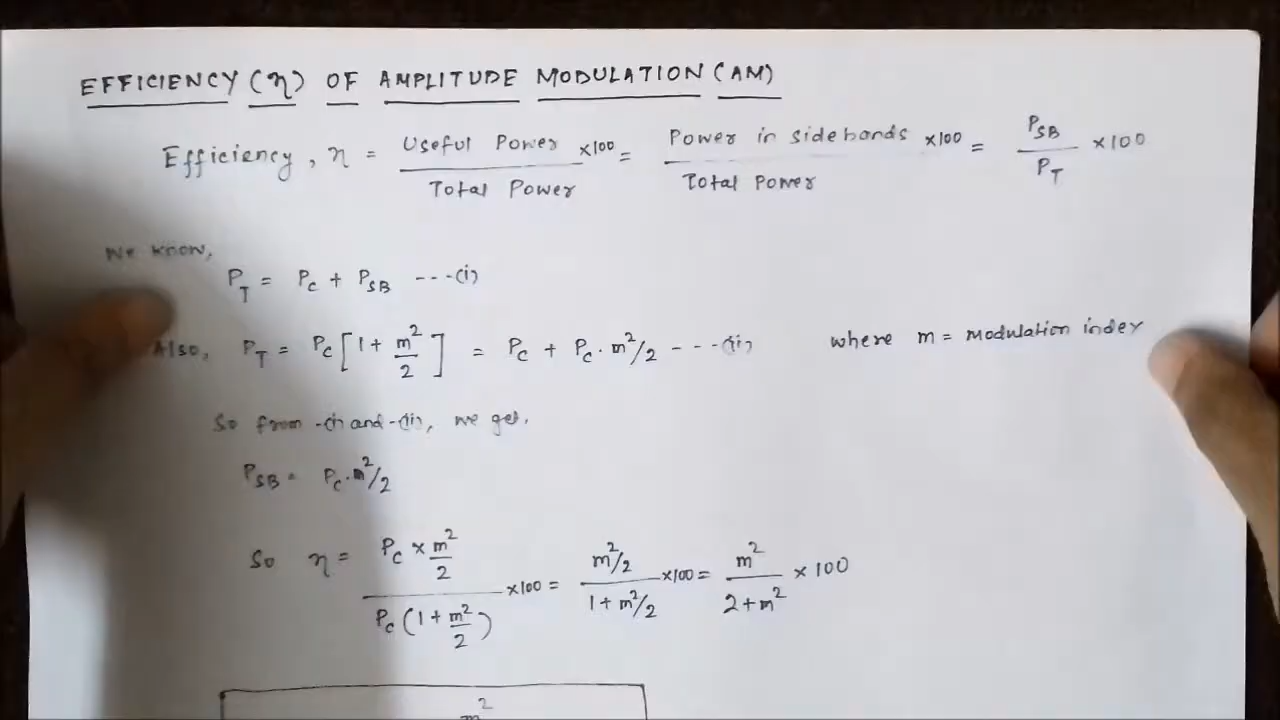 EFFICIENCY (η) OF AMPLITUDE MODULATION (AM)
Efficiency, η = Useful Power / Total Power ×100 = Power in sidebands / Total Power ×100 = P_SB / P_T ×100
We know,
P_T = P_C + P_SB ---(i)
Also, P_T = P_C [1 + m²/2] = P_C + P_C · m²/2 ---(ii) where m = modulation index
So from -(i) and -(ii), we get,
P_SB = P_C · m²/2
So η = P_C × m²/2 / P_C (1 + m²/2) ×100 = m²/2 / 1 + m²/2 ×100 = m² / 2 + m² × 100
m²